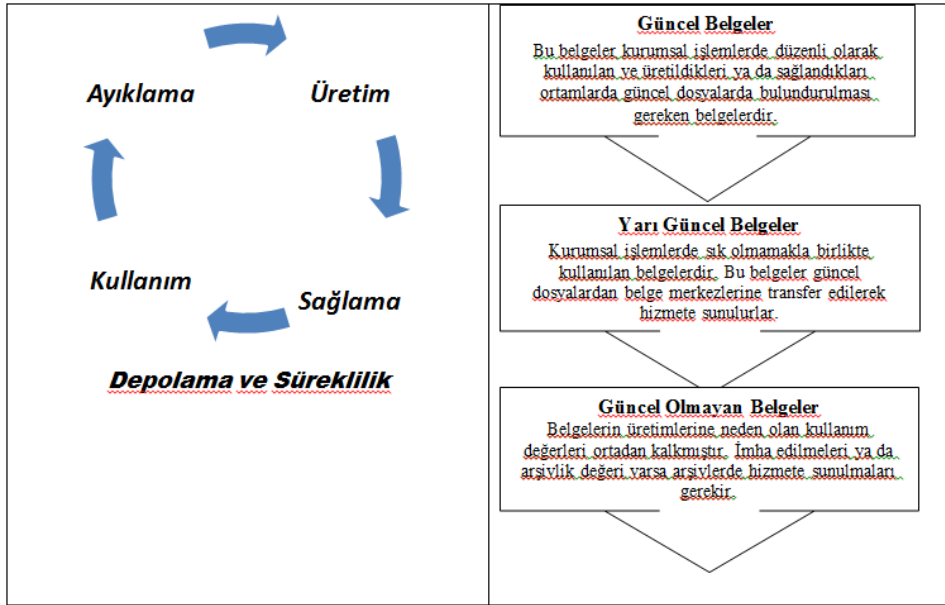 Ayıklama
Üretim
Kullanım
Sağlama
Depolama ve Süreklilik
Güncel Belgeler
Bu belgeler kurumsal işlemlerde düzenli olarak
kullanılan ve üretildikleri ya da sağlandıkları
ortamlarda güncel dosyalarda bulundurulması
gereken belgelerdir.
Yarı Güncel Belgeler
Kurumsal işlemlerde sık olmamakla birlikte
kullanılan belgelerdir. Bu belgeler güncel
dosyalardan belge merkezlerine transfer edilerek
hizmete sunulurlar.
Güncel Olmayan Belgeler
Belgelerin üretimlerine neden olan kullanım
değerleri ortadan kalkmıştır. İmha edilmeleri ya da
arşivlik değeri varsa arşivlerde hizmete sunulmaları
gerekir.